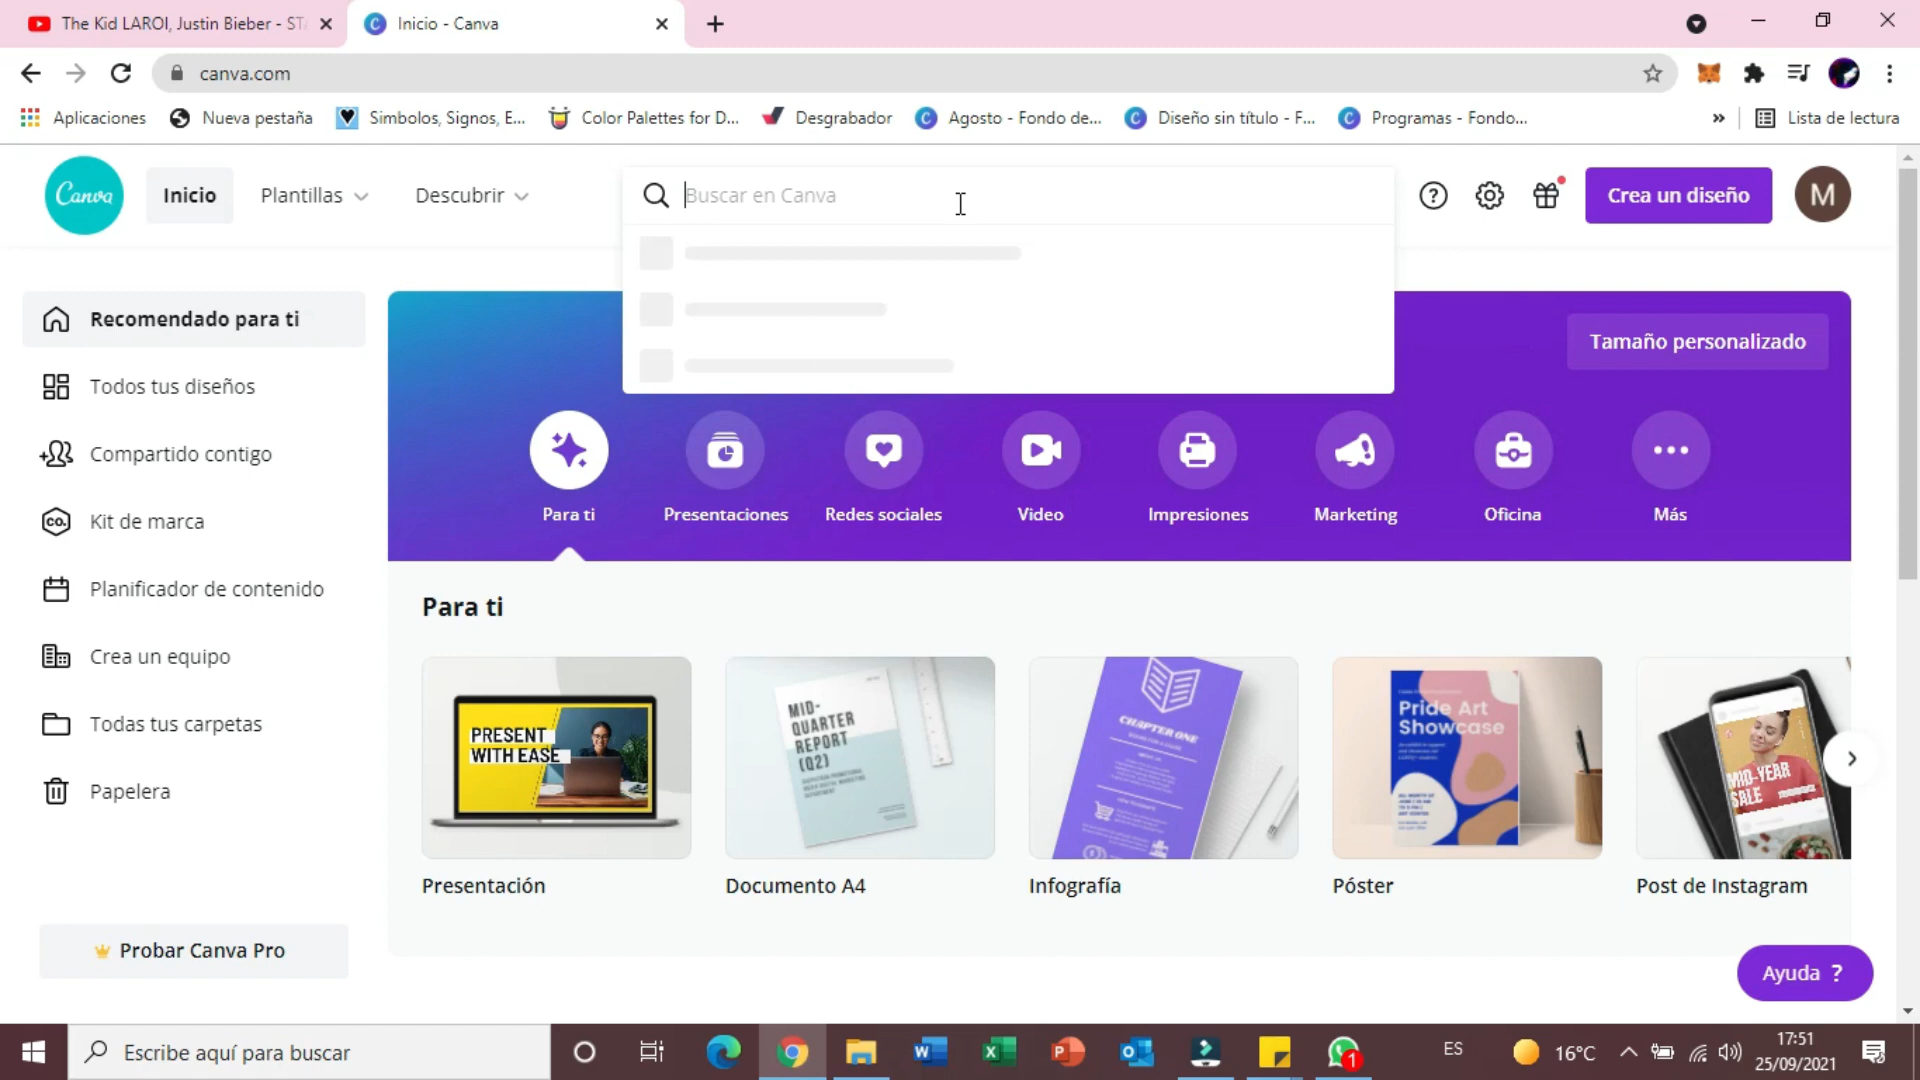 The Kid LAROI, Justin Bieber - STA
Inicio - Canva
canva.com
Aplicaciones
Nueva pestaña
Simbolos, Signos, E...
Color Palettes for D...
Desgrabador
Agosto - Fondo de...
Diseño sin título - F...
Programas - Fondo...
»
Lista de lectura
Canva
Inicio
Plantillas
Descubrir
Buscar en Canva
Crea un diseño
M
Recomendado para ti
Todos tus diseños
Compartido contigo
Kit de marca
Planificador de contenido
Crea un equipo
Todas tus carpetas
Papelera
Probar Canva Pro
Tamaño personalizado
Para ti
Presentaciones
Redes sociales
Video
Impresiones
Marketing
Oficina
Más
Para ti
PRESENT
WITH EASE
MID-
QUARTER
REPORT
(Q2)
CHAPTER ONE
Pride Art
Showcase
MID-YEAR
SALE
Presentación
Documento A4
Infografía
Póster
Post de Instagram
Ayuda ?
Escribe aquí para buscar
1
ES
16°C
17:51
25/09/2021